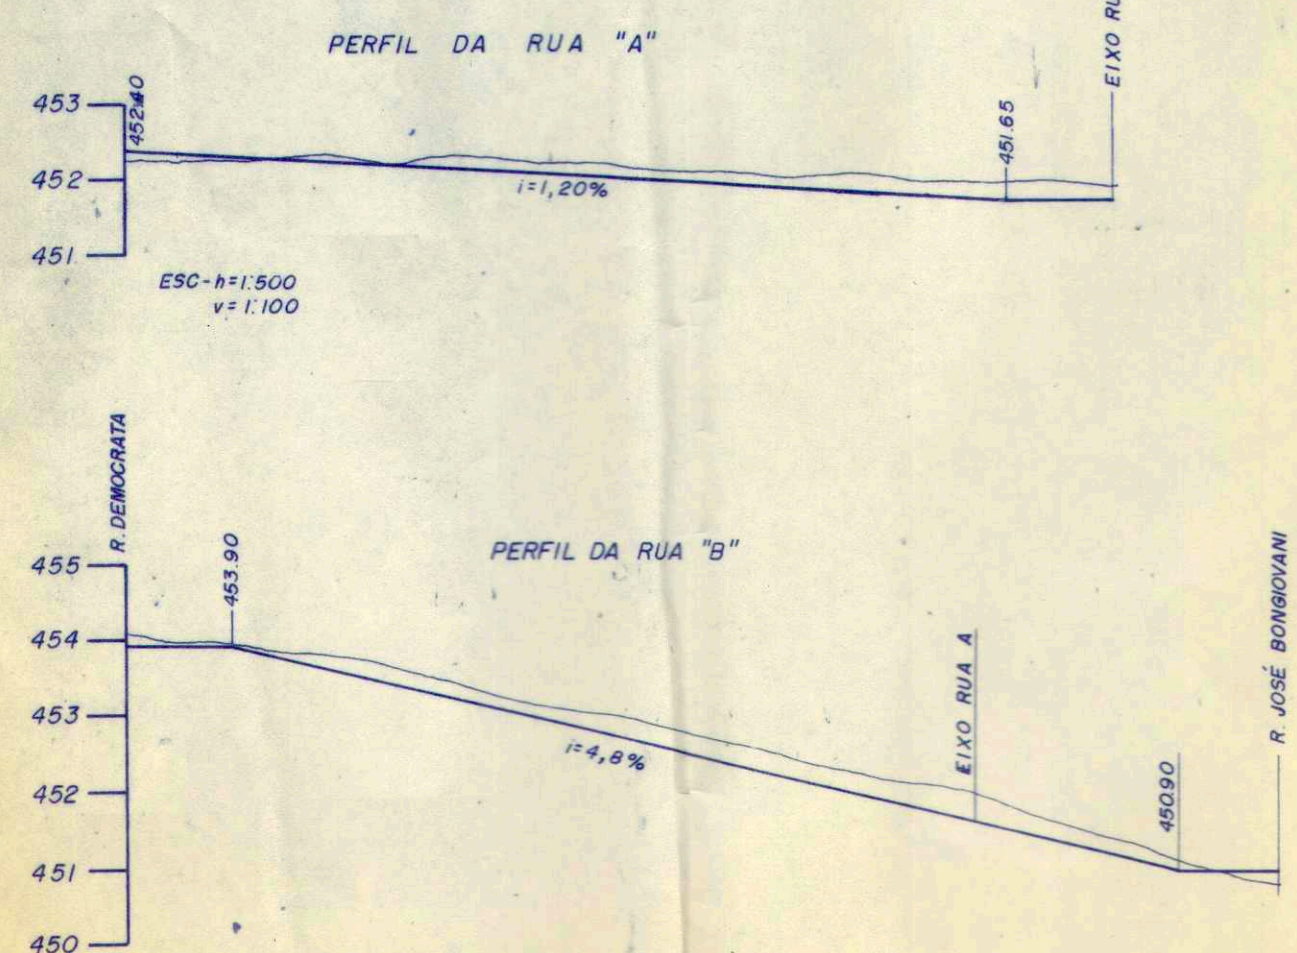 PERFIL DA RUA "A"
EIXO
453
452.40
451.65
452
i=1,20%
451
ESC-h=1:500
v=1:100
R. DEMOCRATA
453.90
PERFIL DA RUA "B"
455
454
453
i=4,8%
EIXO RUA A
450.90
R. JOSÉ BONGIOVANI
452
451
450